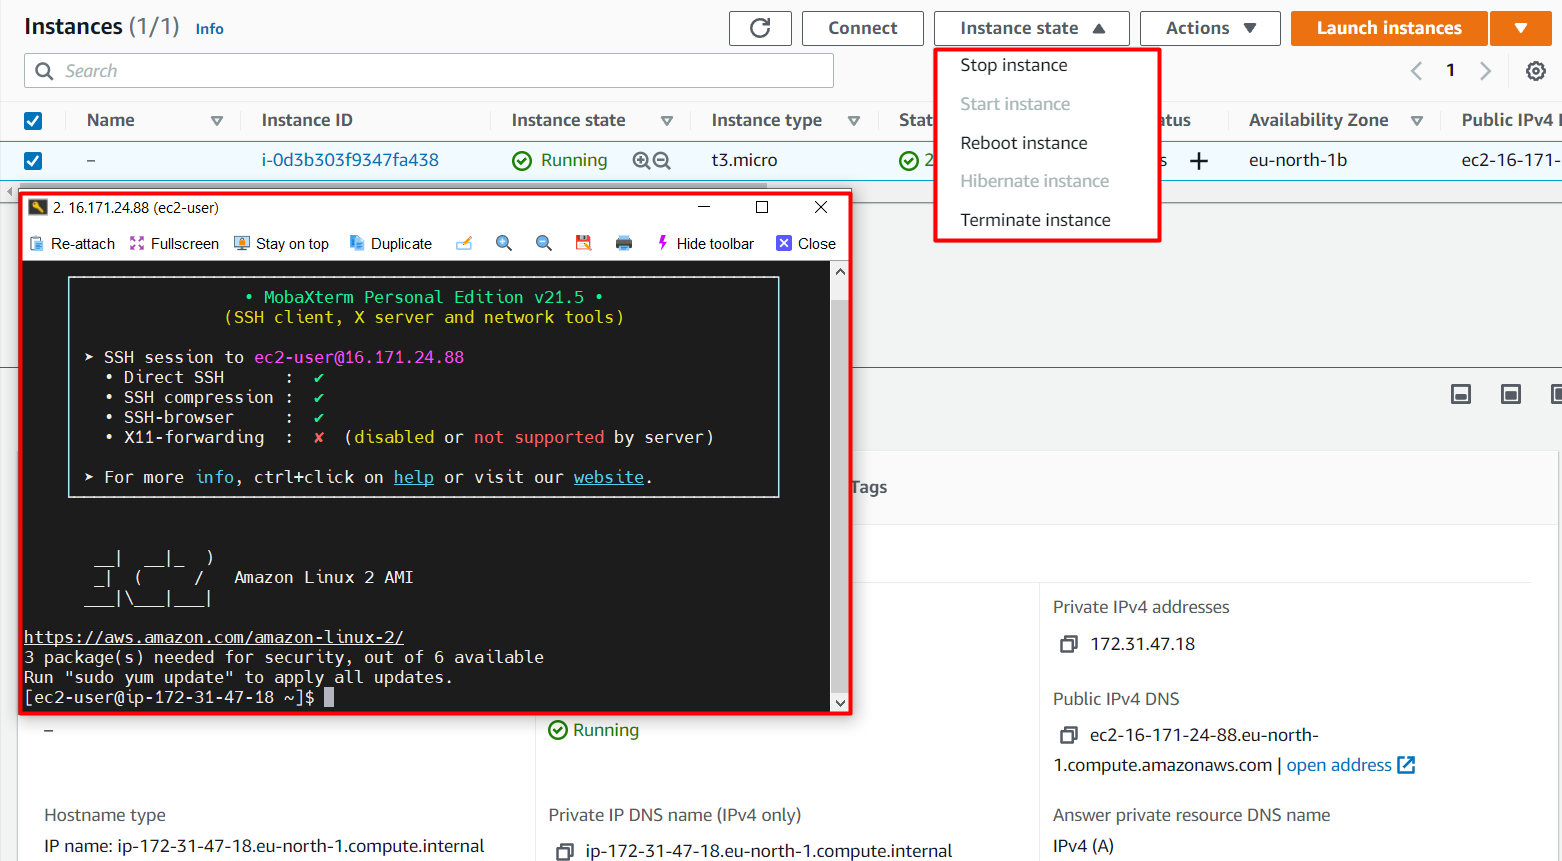 Instances (1/1) Info
Connect
Instance state
Actions
Launch instances
Search
1
Stop instance
Start instance
Reboot instance
Hibernate instance
Terminate instance
Name
Instance ID
Instance state
Instance type
Stat
atus
Availability Zone
Public IPv4 D
–
i-0d3b303f9347fa438
Running
t3.micro
2
s
eu-north-1b
ec2-16-171-
2. 16.171.24.88 (ec2-user)
Re-attach
Fullscreen
Stay on top
Duplicate
Hide toolbar
Close
• MobaXterm Personal Edition v21.5 •
(SSH client, X server and network tools)
➤ SSH session to ec2-user@16.171.24.88
• Direct SSH : ✔
• SSH compression : ✔
• SSH-browser : ✔
• X11-forwarding : ✘ (disabled or not supported by server)
➤ For more info, ctrl+click on help or visit our website.
__| __|_ )
_| ( / Amazon Linux 2 AMI
___|\___|___|
https://aws.amazon.com/amazon-linux-2/
3 package(s) needed for security, out of 6 available
Run "sudo yum update" to apply all updates.
[ec2-user@ip-172-31-47-18 ~]$
Tags
Private IPv4 addresses
172.31.47.18
Public IPv4 DNS
–
Running
ec2-16-171-24-88.eu-north-
1.compute.amazonaws.com | open address
Hostname type
IP name: ip-172-31-47-18.eu-north-1.compute.internal
Private IP DNS name (IPv4 only)
ip-172-31-47-18.eu-north-1.compute.internal
Answer private resource DNS name
IPv4 (A)